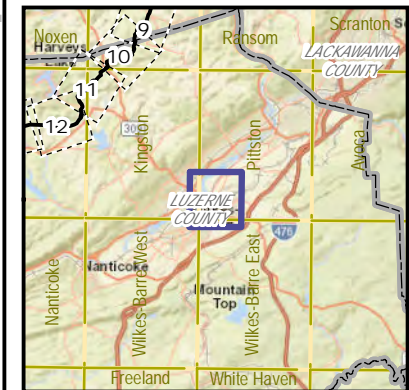 Noxen
Harveys
9
Ransom
Scranton
LACKAWANNA
COUNTY
10
11
12
309
Kingston
Pittston
Avoca
LUZERNE
COUNTY
476
Nanticoke
Nanticoke
Wilkes-Barre West
Mountain
Top
Wilkes-Barre East
Freeland
White Haven